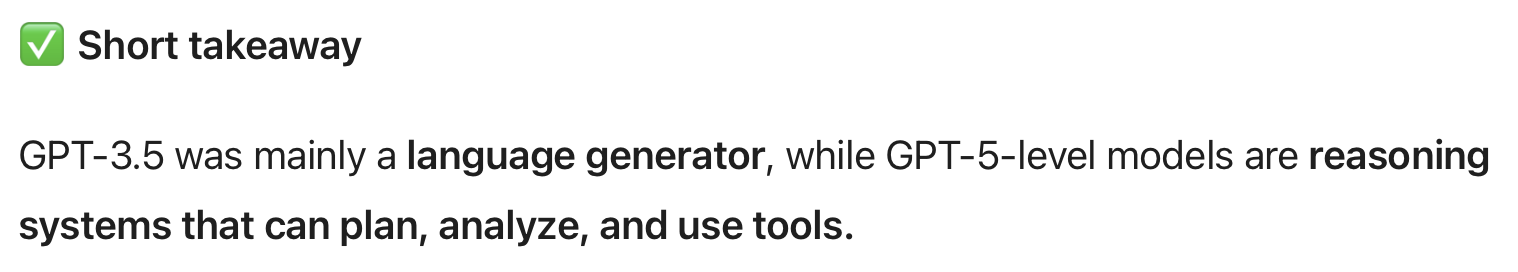 ✅ Short takeaway
GPT-3.5 was mainly a language generator, while GPT-5-level models are reasoning
systems that can plan, analyze, and use tools.